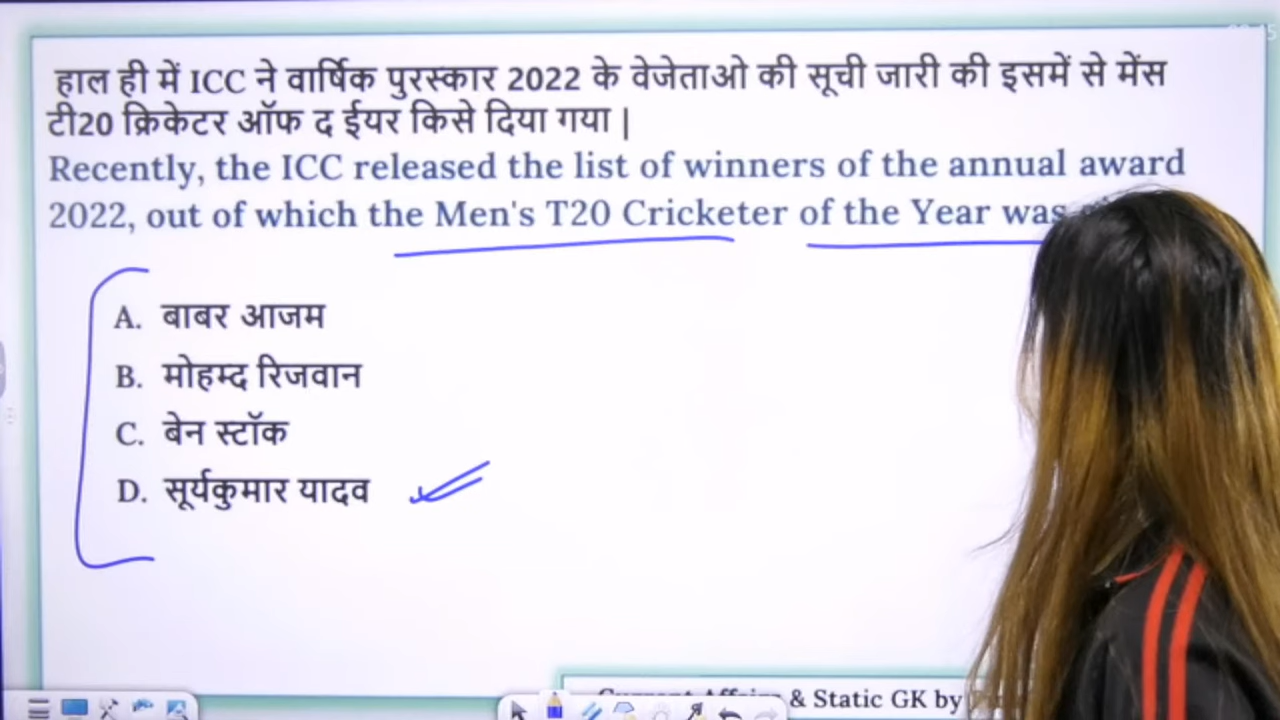 हाल ही में ICC ने वार्षिक पुरस्कार 2022 के वेजेताओ की सूची जारी की इसमें से मेंस
टी20 क्रिकेटर ऑफ द ईयर किसे दिया गया |
Recently, the ICC released the list of winners of the annual award
2022, out of which the Men's T20 Cricketer of the Year was
A. बाबर आजम
B. मोहम्द रिजवान
C. बेन स्टॉक
D. सूर्यकुमार यादव
Current Affairs & Static GK by